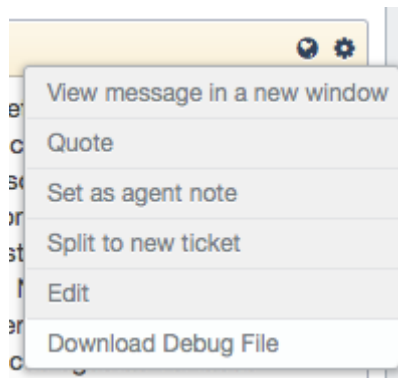 View message in a new window
Quote
Set as agent note
Split to new ticket
Edit
Download Debug File